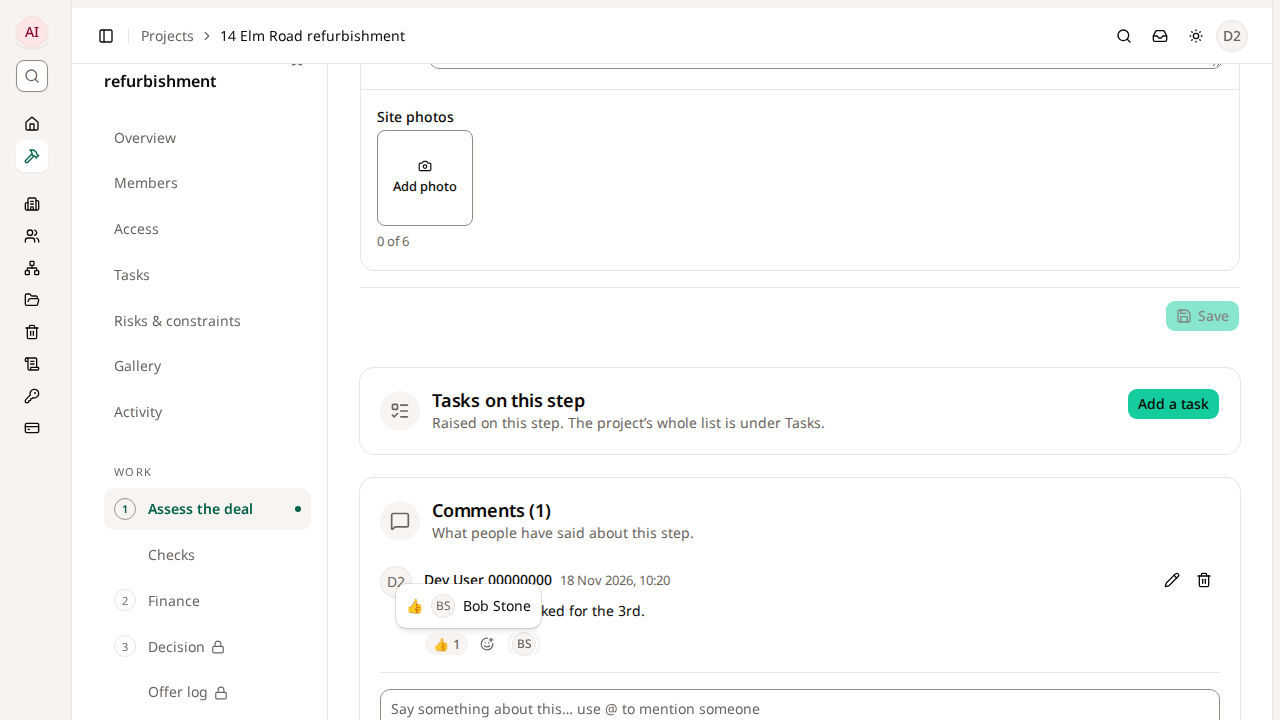 AI
Projects
14 Elm Road refurbishment
D2
refurbishment
Overview
Members
Access
Tasks
Risks & constraints
Gallery
Activity
WORK
1 Assess the deal
Checks
2 Finance
3 Decision
Offer log
Site photos
Add photo
0 of 6
Save
Tasks on this step
Raised on this step. The project’s whole list is under Tasks.
Add a task
Comments (1)
What people have said about this step.
D2 Dev User 00000000 18 Nov 2026, 10:20
👍 BS Bob Stone
ked for the 3rd.
👍 1 BS
Say something about this... use @ to mention someone